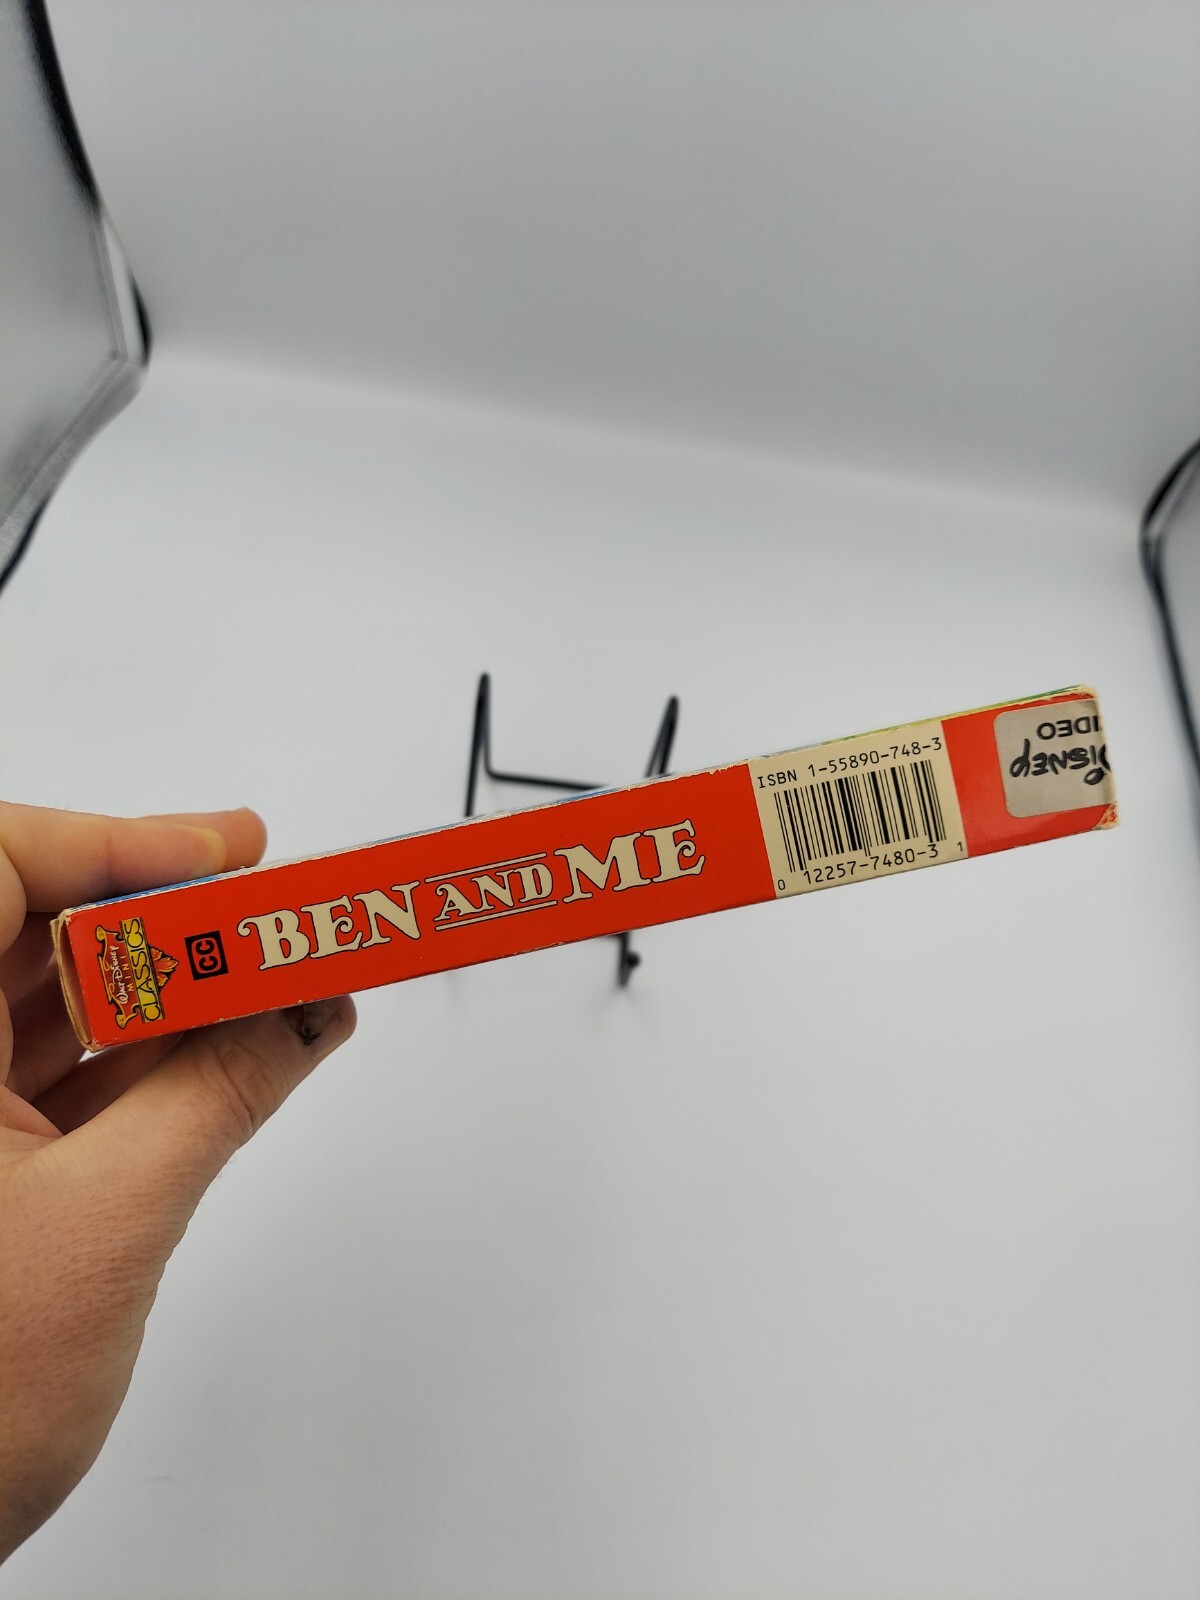 Walt Disney
MINI
CLASSICS
CC
BEN AND ME
ISBN 1-55890-748-3
0 12257-7480-3 1
DISNEY
IDEO